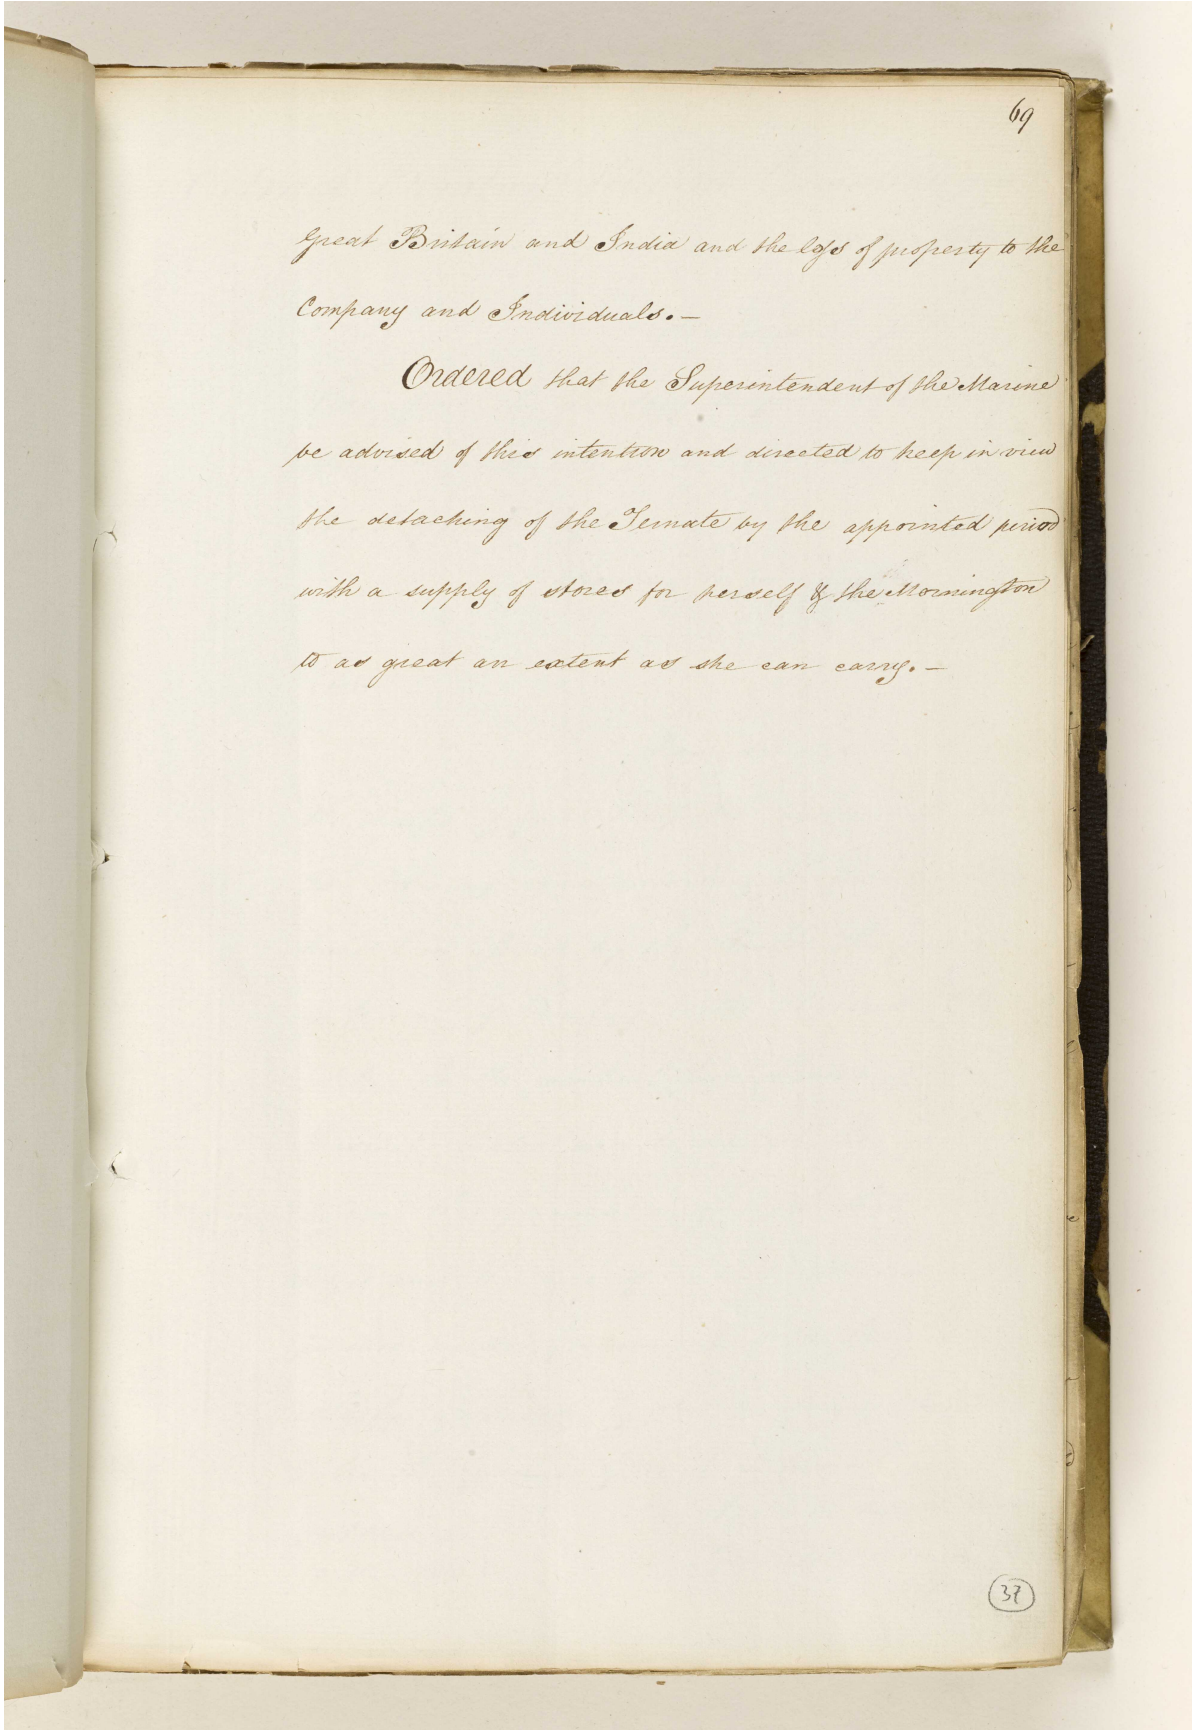 69
Great Britain and India and the loss of property to the
Company and Individuals. –
Ordered that the Superintendent of the Marine
be advised of this intention and directed to keep in view
the detaching of the Ternate by the appointed period
with a supply of stores for herself & the Mornington
to as great an extent as she can carry. –
37